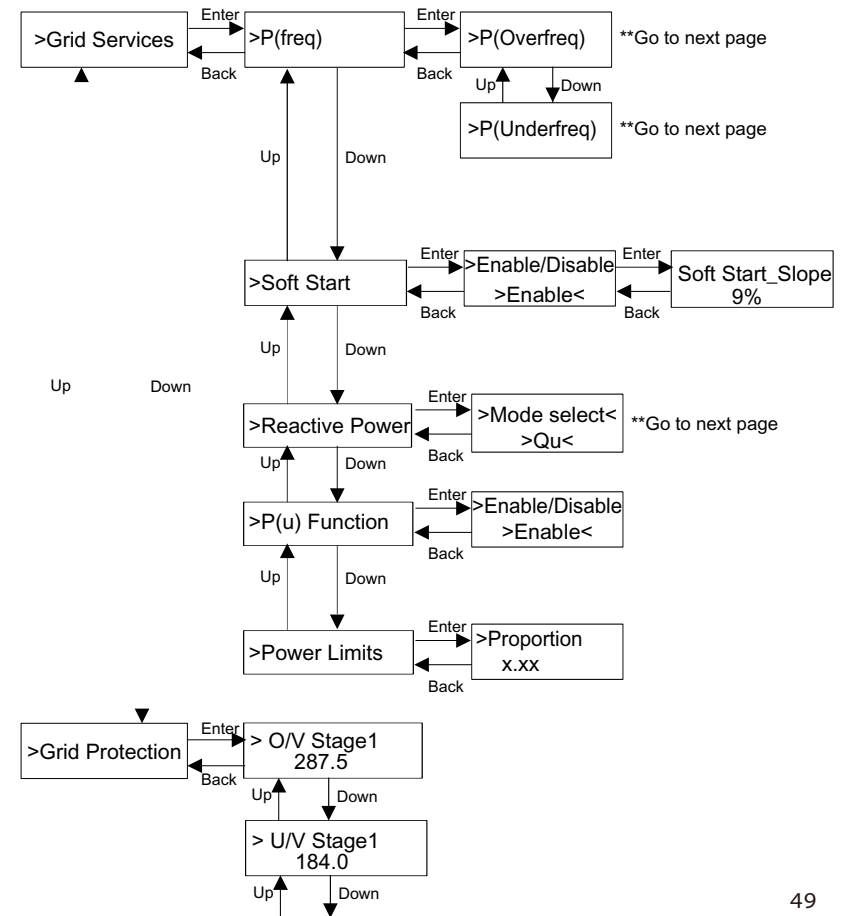 Enter
Enter
>Grid Services
>P(freq)
>P(Overfreq)
**Go to next page
Back
Back
Up
Down
>P(Underfreq)
**Go to next page
Up
Down
Enter
Enter
>Soft Start
>Enable/Disable
>Enable<
Soft Start_Slope
9%
Back
Back
Up
Down
Up
Down
Enter
>Reactive Power
>Mode select<
>Qu<
**Go to next page
Back
Up
Down
Enter
>P(u) Function
>Enable/Disable
>Enable<
Back
Up
Down
Enter
>Power Limits
>Proportion
x.xx
Back
Enter
>Grid Protection
> O/V Stage1
287.5
Back
Up
Down
> U/V Stage1
184.0
Up
Down
49